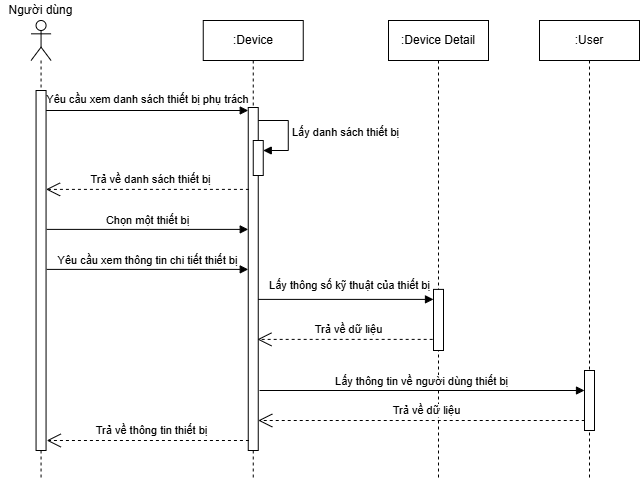 Người dùng
:Device
:Device Detail
:User
Yêu cầu xem danh sách thiết bị phụ trách
Lấy danh sách thiết bị
Trả về danh sách thiết bị
Chọn một thiết bị
Yêu cầu xem thông tin chi tiết thiết bị
Lấy thông số kỹ thuật của thiết bị
Trả về dữ liệu
Lấy thông tin về người dùng thiết bị
Trả về dữ liệu
Trả về thông tin thiết bị